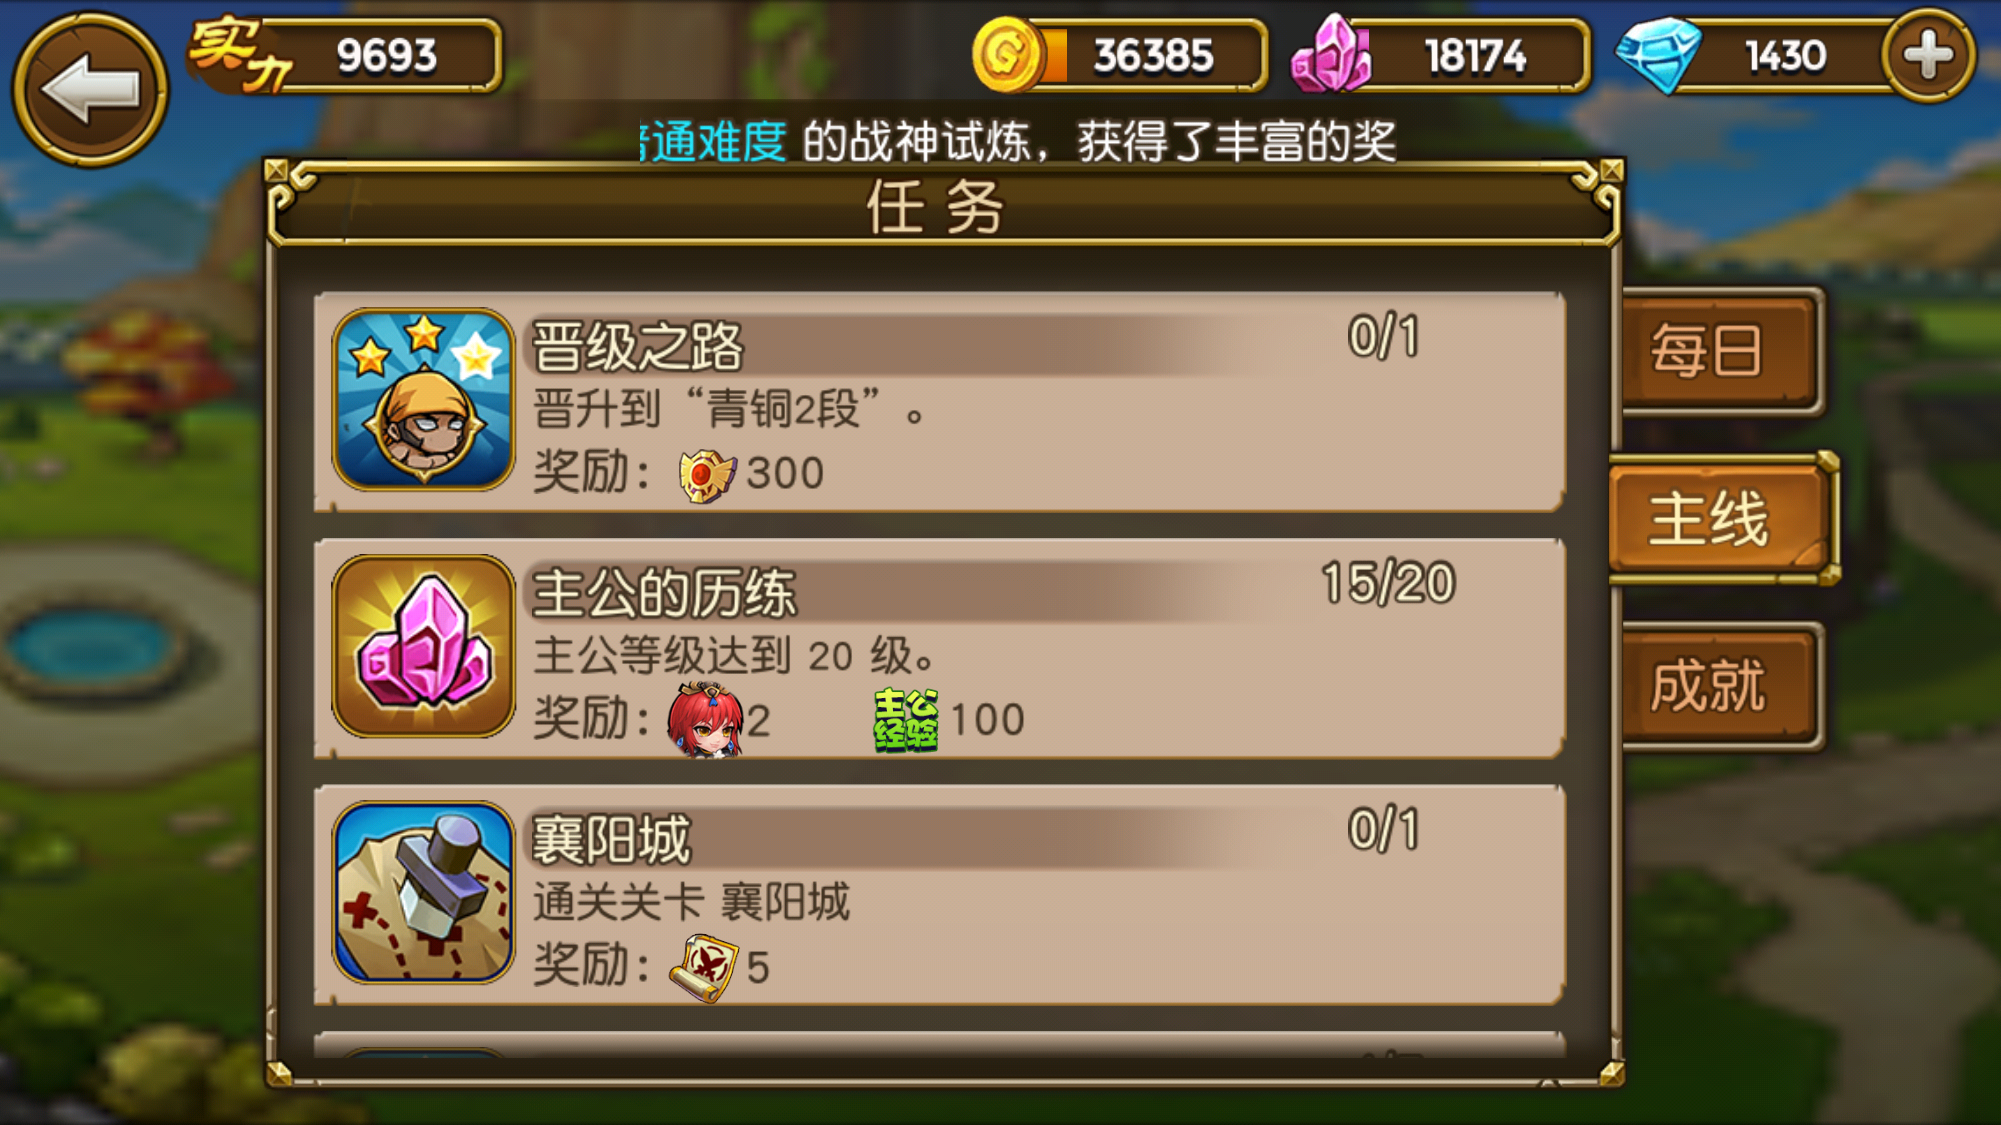 实力 9693 36385 18174 1430
通难度 的战神试炼，获得了丰富的奖
任务
晋级之路 0/1
晋升到“青铜2段”。
奖励： 300
主公的历练 15/20
主公等级达到 20 级。
奖励： 2 主公经验 100
襄阳城 0/1
通关关卡 襄阳城
奖励： 5
每日
主线
成就